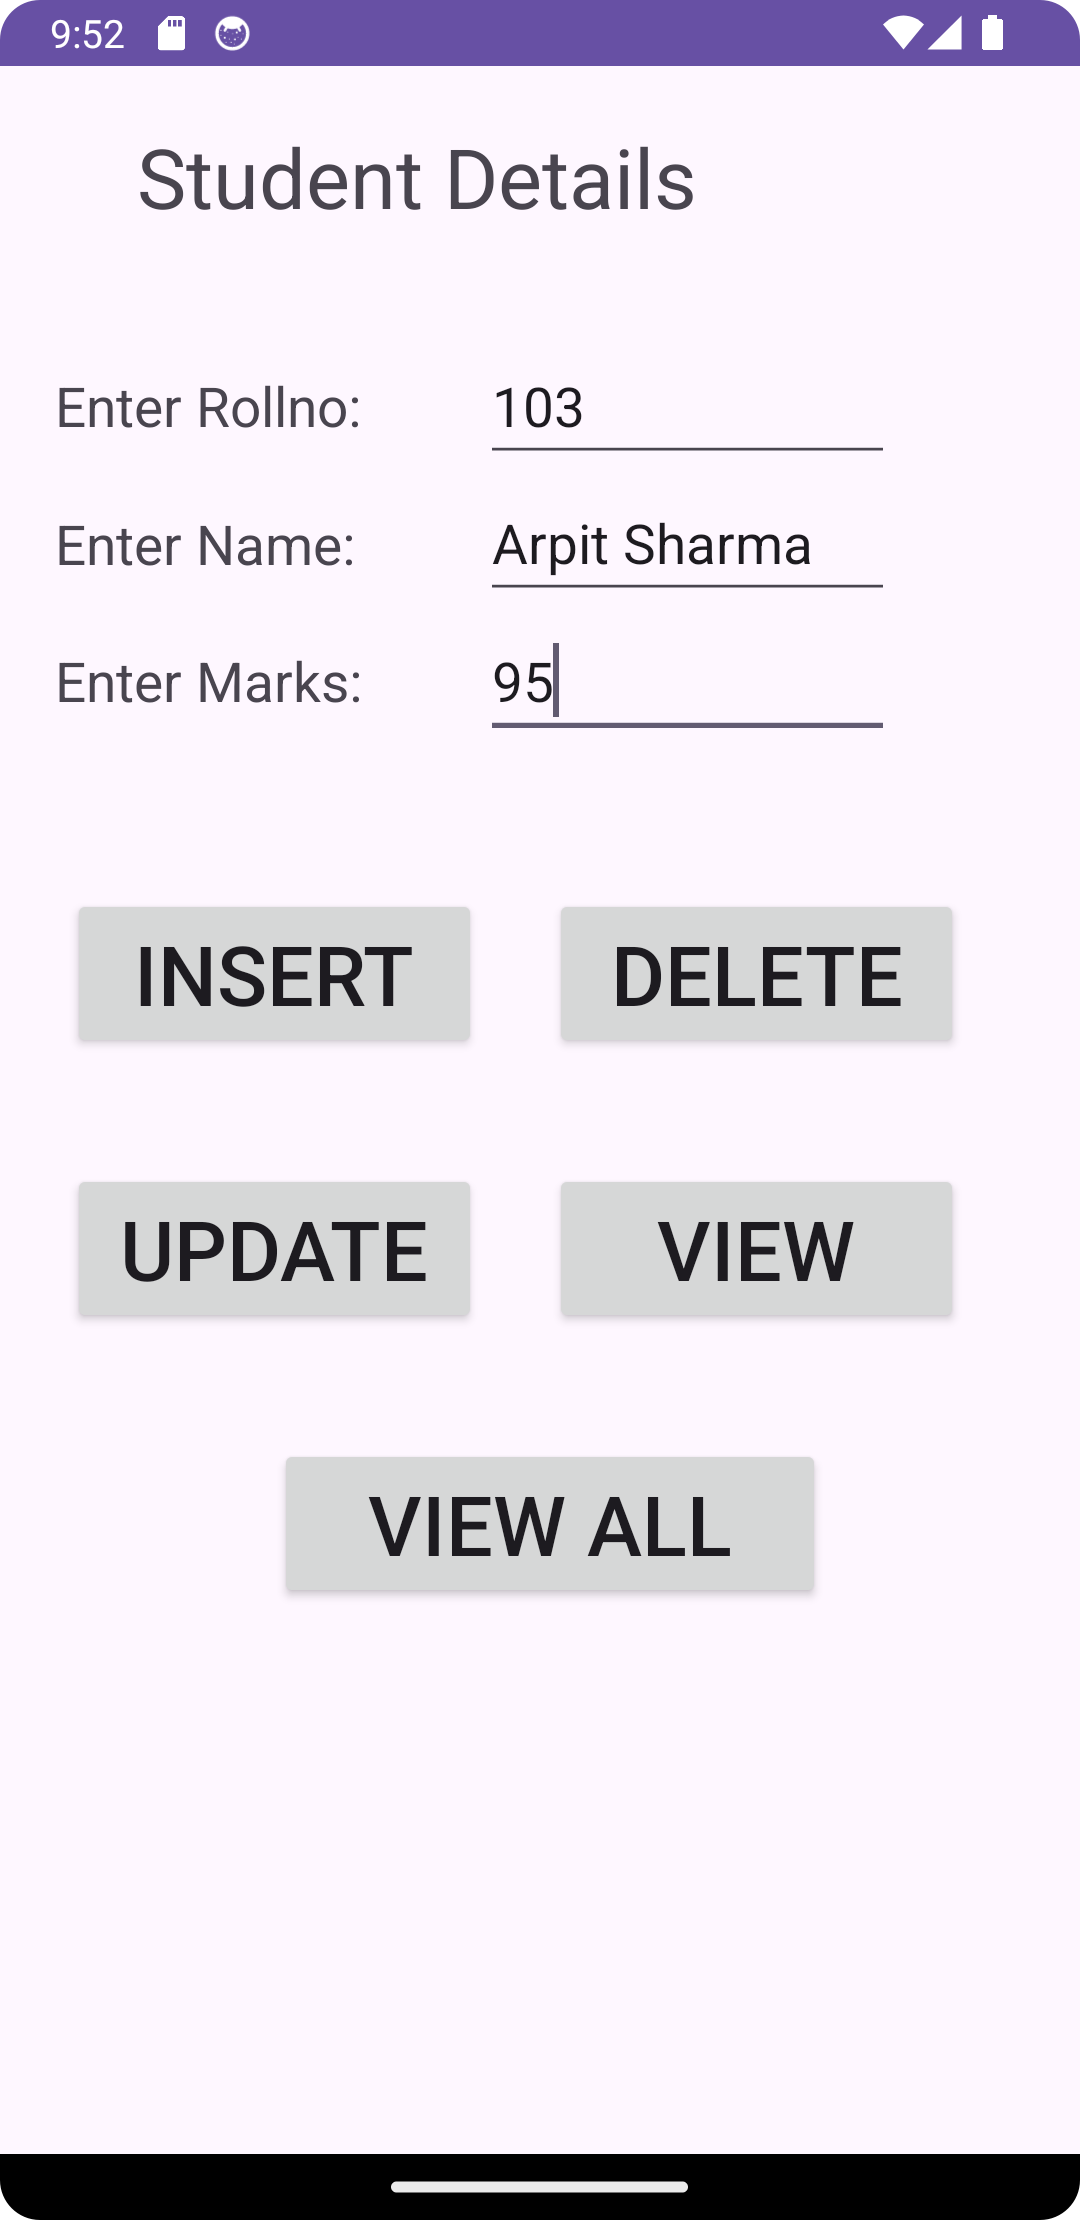 9:52
Student Details
Enter Rollno: 103
Enter Name: Arpit Sharma
Enter Marks: 95
INSERT DELETE
UPDATE VIEW
VIEW ALL